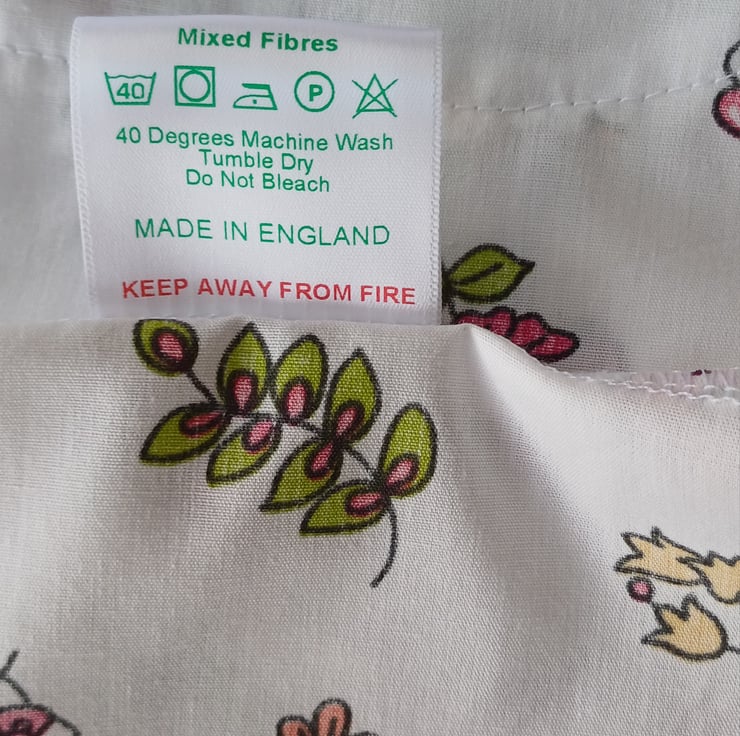 Mixed Fibres
40 P
40 Degrees Machine Wash
Tumble Dry
Do Not Bleach
MADE IN ENGLAND
KEEP AWAY FROM FIRE